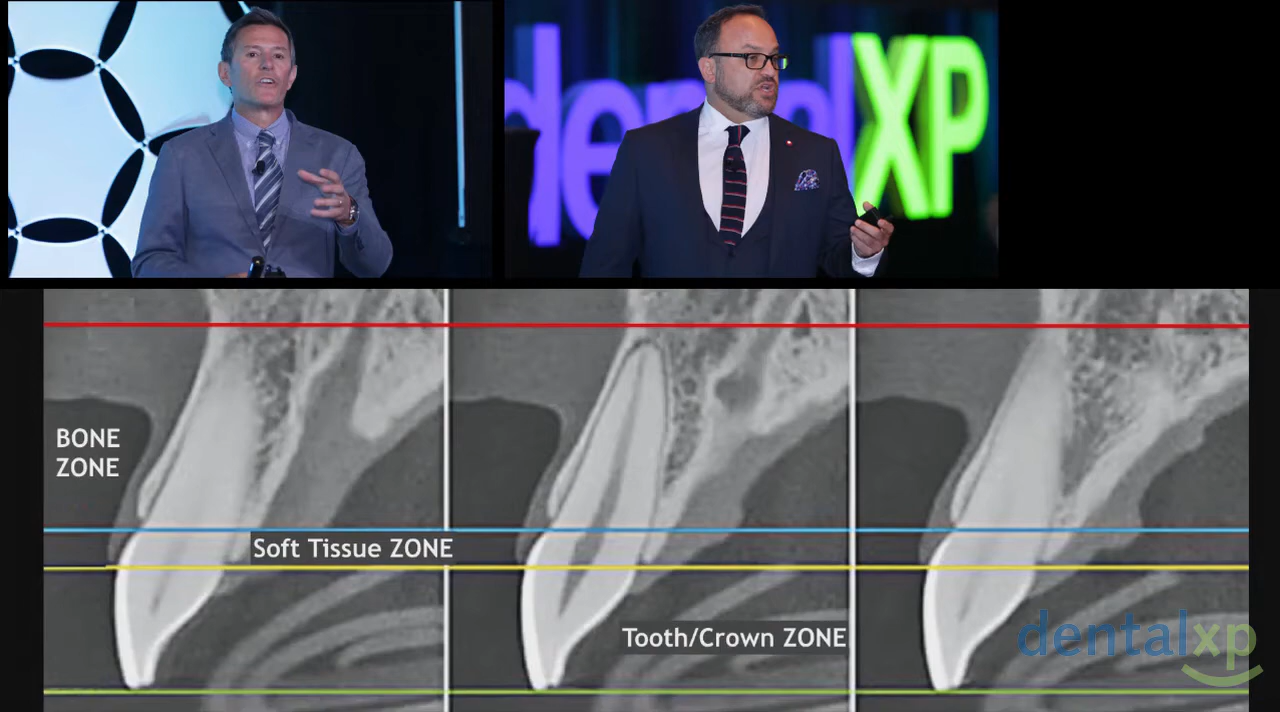 dentalXP
BONE
ZONE
Soft Tissue ZONE
Tooth/Crown ZONE
dentalxp